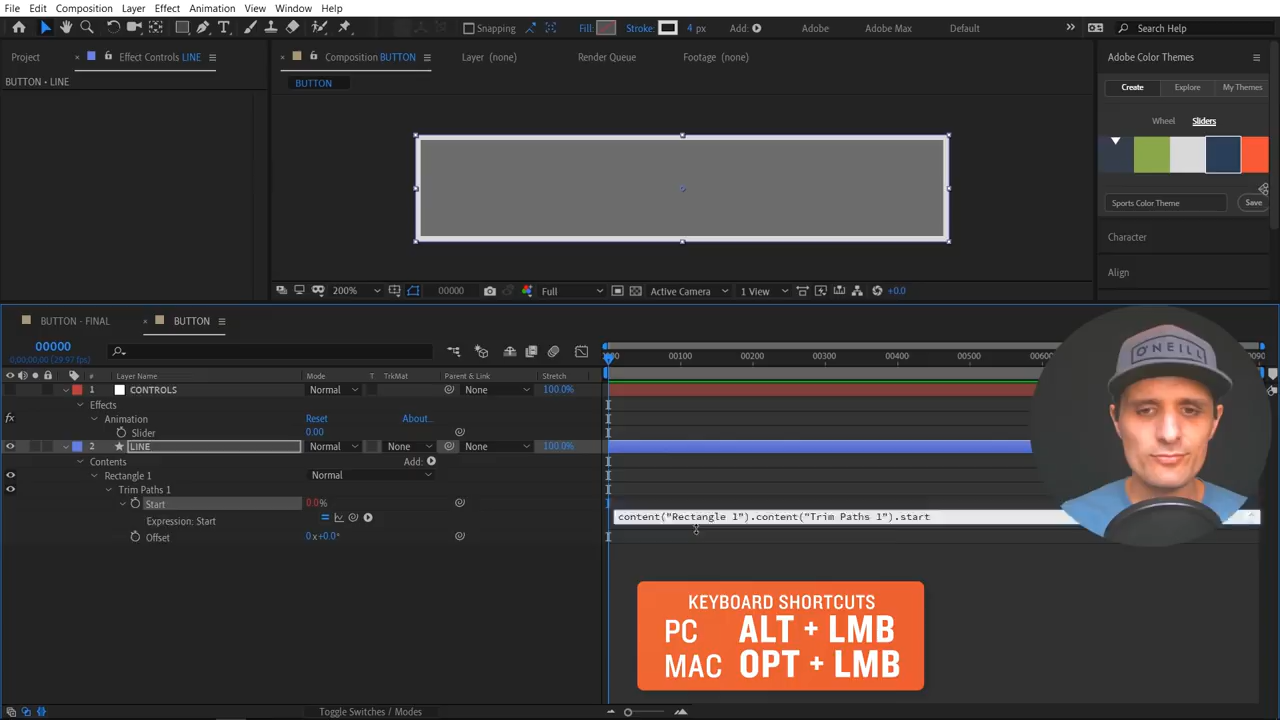 File Edit Composition Layer Effect Animation View Window Help
Snapping Fill: Stroke: 4 px Add: Adobe Adobe Max Default Search Help
Project Effect Controls LINE Composition BUTTON Layer (none) Render Queue Footage (none) Adobe Color Themes
BUTTON • LINE BUTTON Create Explore My Themes
Wheel Sliders
Sports Color Theme Save
Character
Align
200% 00000 Full Active Camera 1 View +0.0
BUTTON - FINAL BUTTON
00000
0;00;00;00 (29.97 fps)
00100 00200 00300 00400 00500
# Layer Name Mode T TrkMat Parent & Link Stretch
1 CONTROLS Normal None 100.0%
Effects
Animation Reset About...
Slider 0.00
2 LINE Normal None None 100.0%
Contents Add:
Rectangle 1 Normal
Trim Paths 1
Start 0.0%
Expression: Start content("Rectangle 1").content("Trim Paths 1").start
Offset 0x+0.0°
KEYBOARD SHORTCUTS
PC ALT + LMB
MAC OPT + LMB
Toggle Switches / Modes
O'NEILL